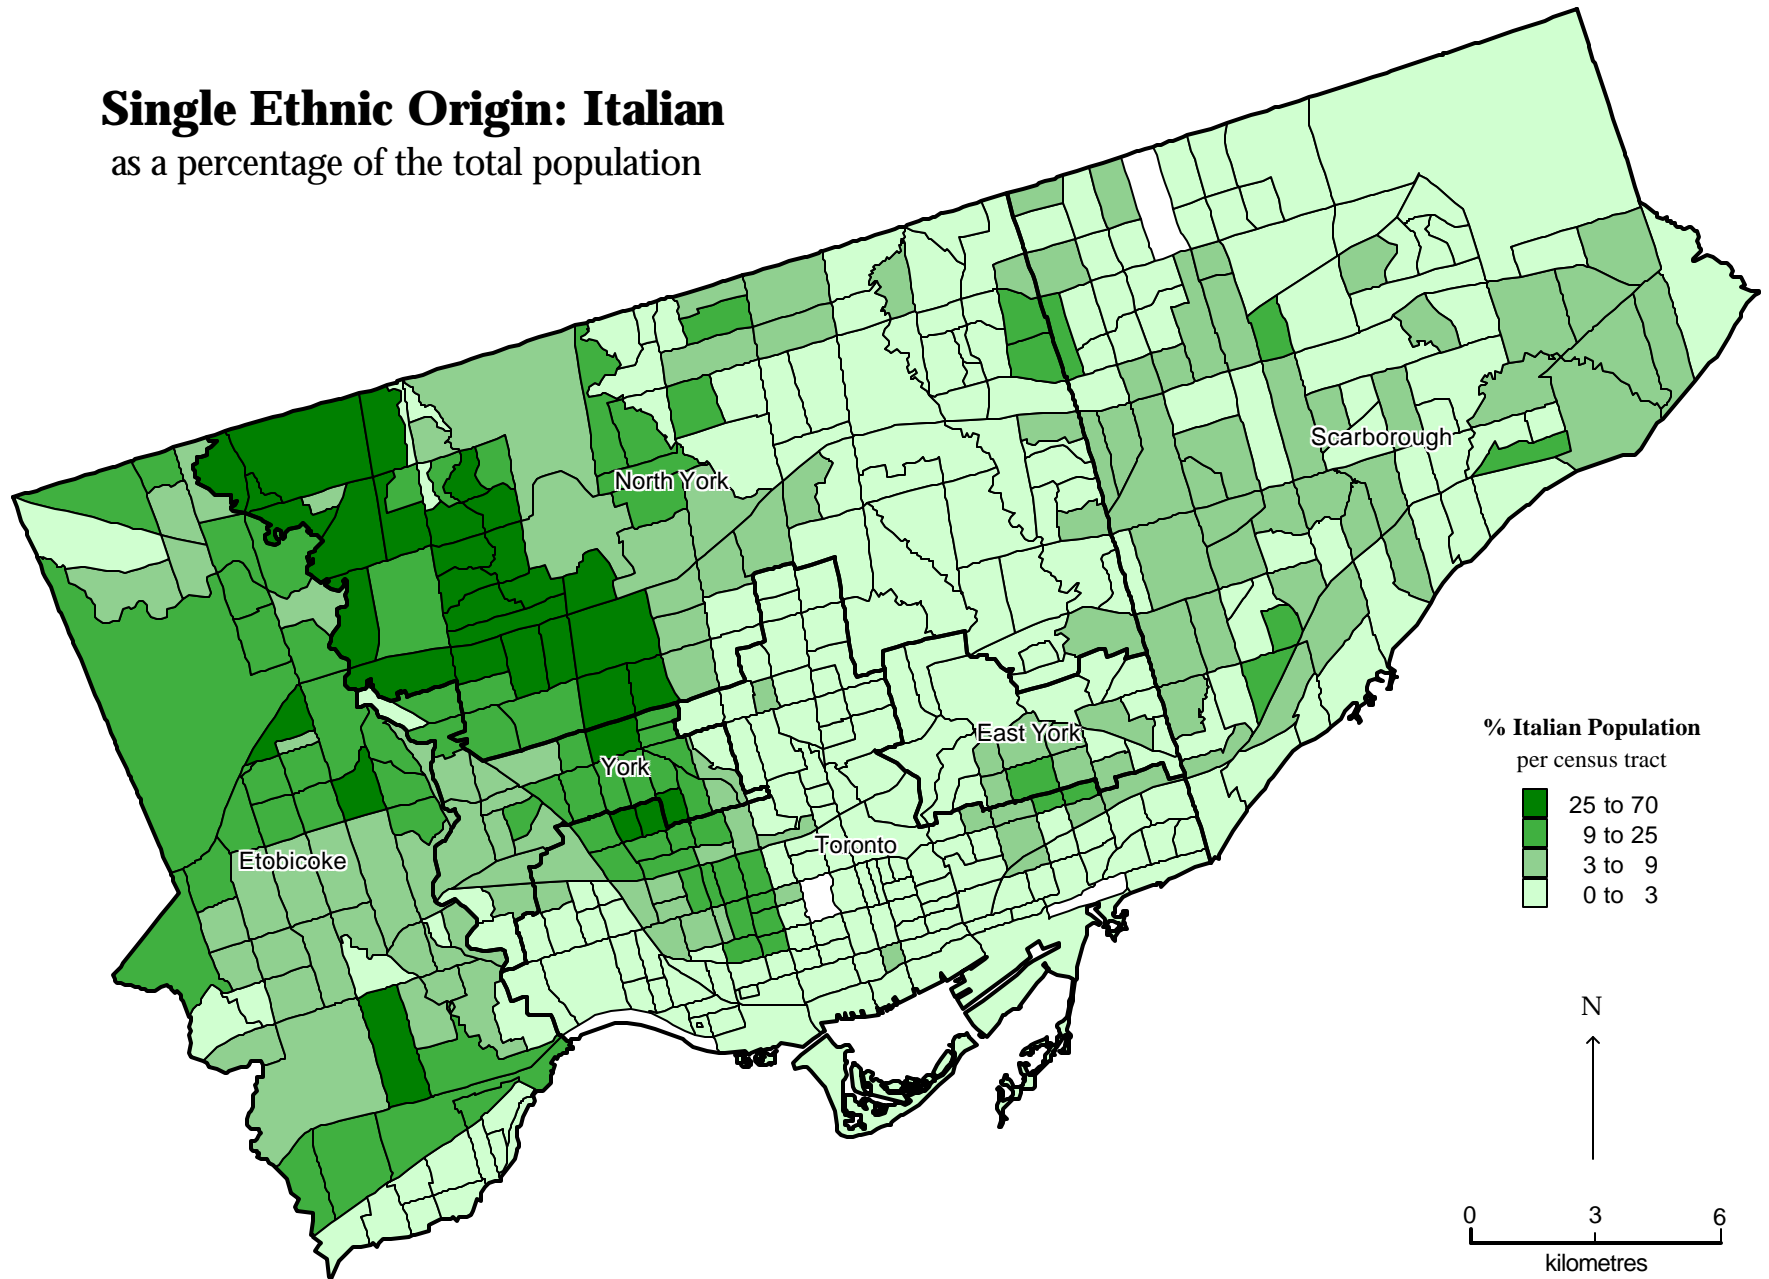 Single Ethnic Origin: Italian
as a percentage of the total population
Scarborough
North York
East York
York
Toronto
Etobicoke
% Italian Population
per census tract
25 to 70
9 to 25
3 to 9
0 to 3
N
0 3 6
kilometres